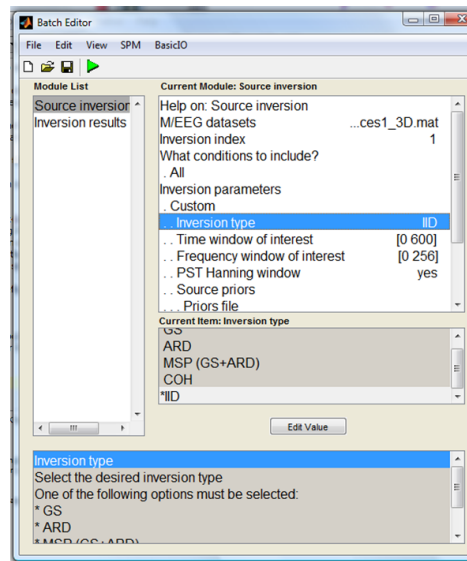 Batch Editor
File Edit View SPM BasicIO
Module List
Source inversion
Inversion results
Current Module: Source inversion
Help on: Source inversion
M/EEG datasets ...ces1_3D.mat
Inversion index 1
What conditions to include?
. All
Inversion parameters
. Custom
. . Inversion type IID
. . Time window of interest [0 600]
. . Frequency window of interest [0 256]
. . PST Hanning window yes
. . Source priors
. . . Priors file
Current Item: Inversion type
GS
ARD
MSP (GS+ARD)
COH
*IID
Edit Value
Inversion type
Select the desired inversion type
One of the following options must be selected:
* GS
* ARD
* MSP (GS+ARD)